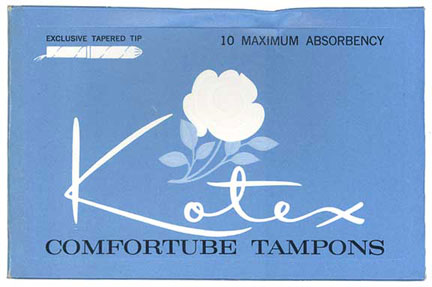 EXCLUSIVE TAPERED TIP
10 MAXIMUM ABSORBENCY
Kotex
COMFORTUBE TAMPONS